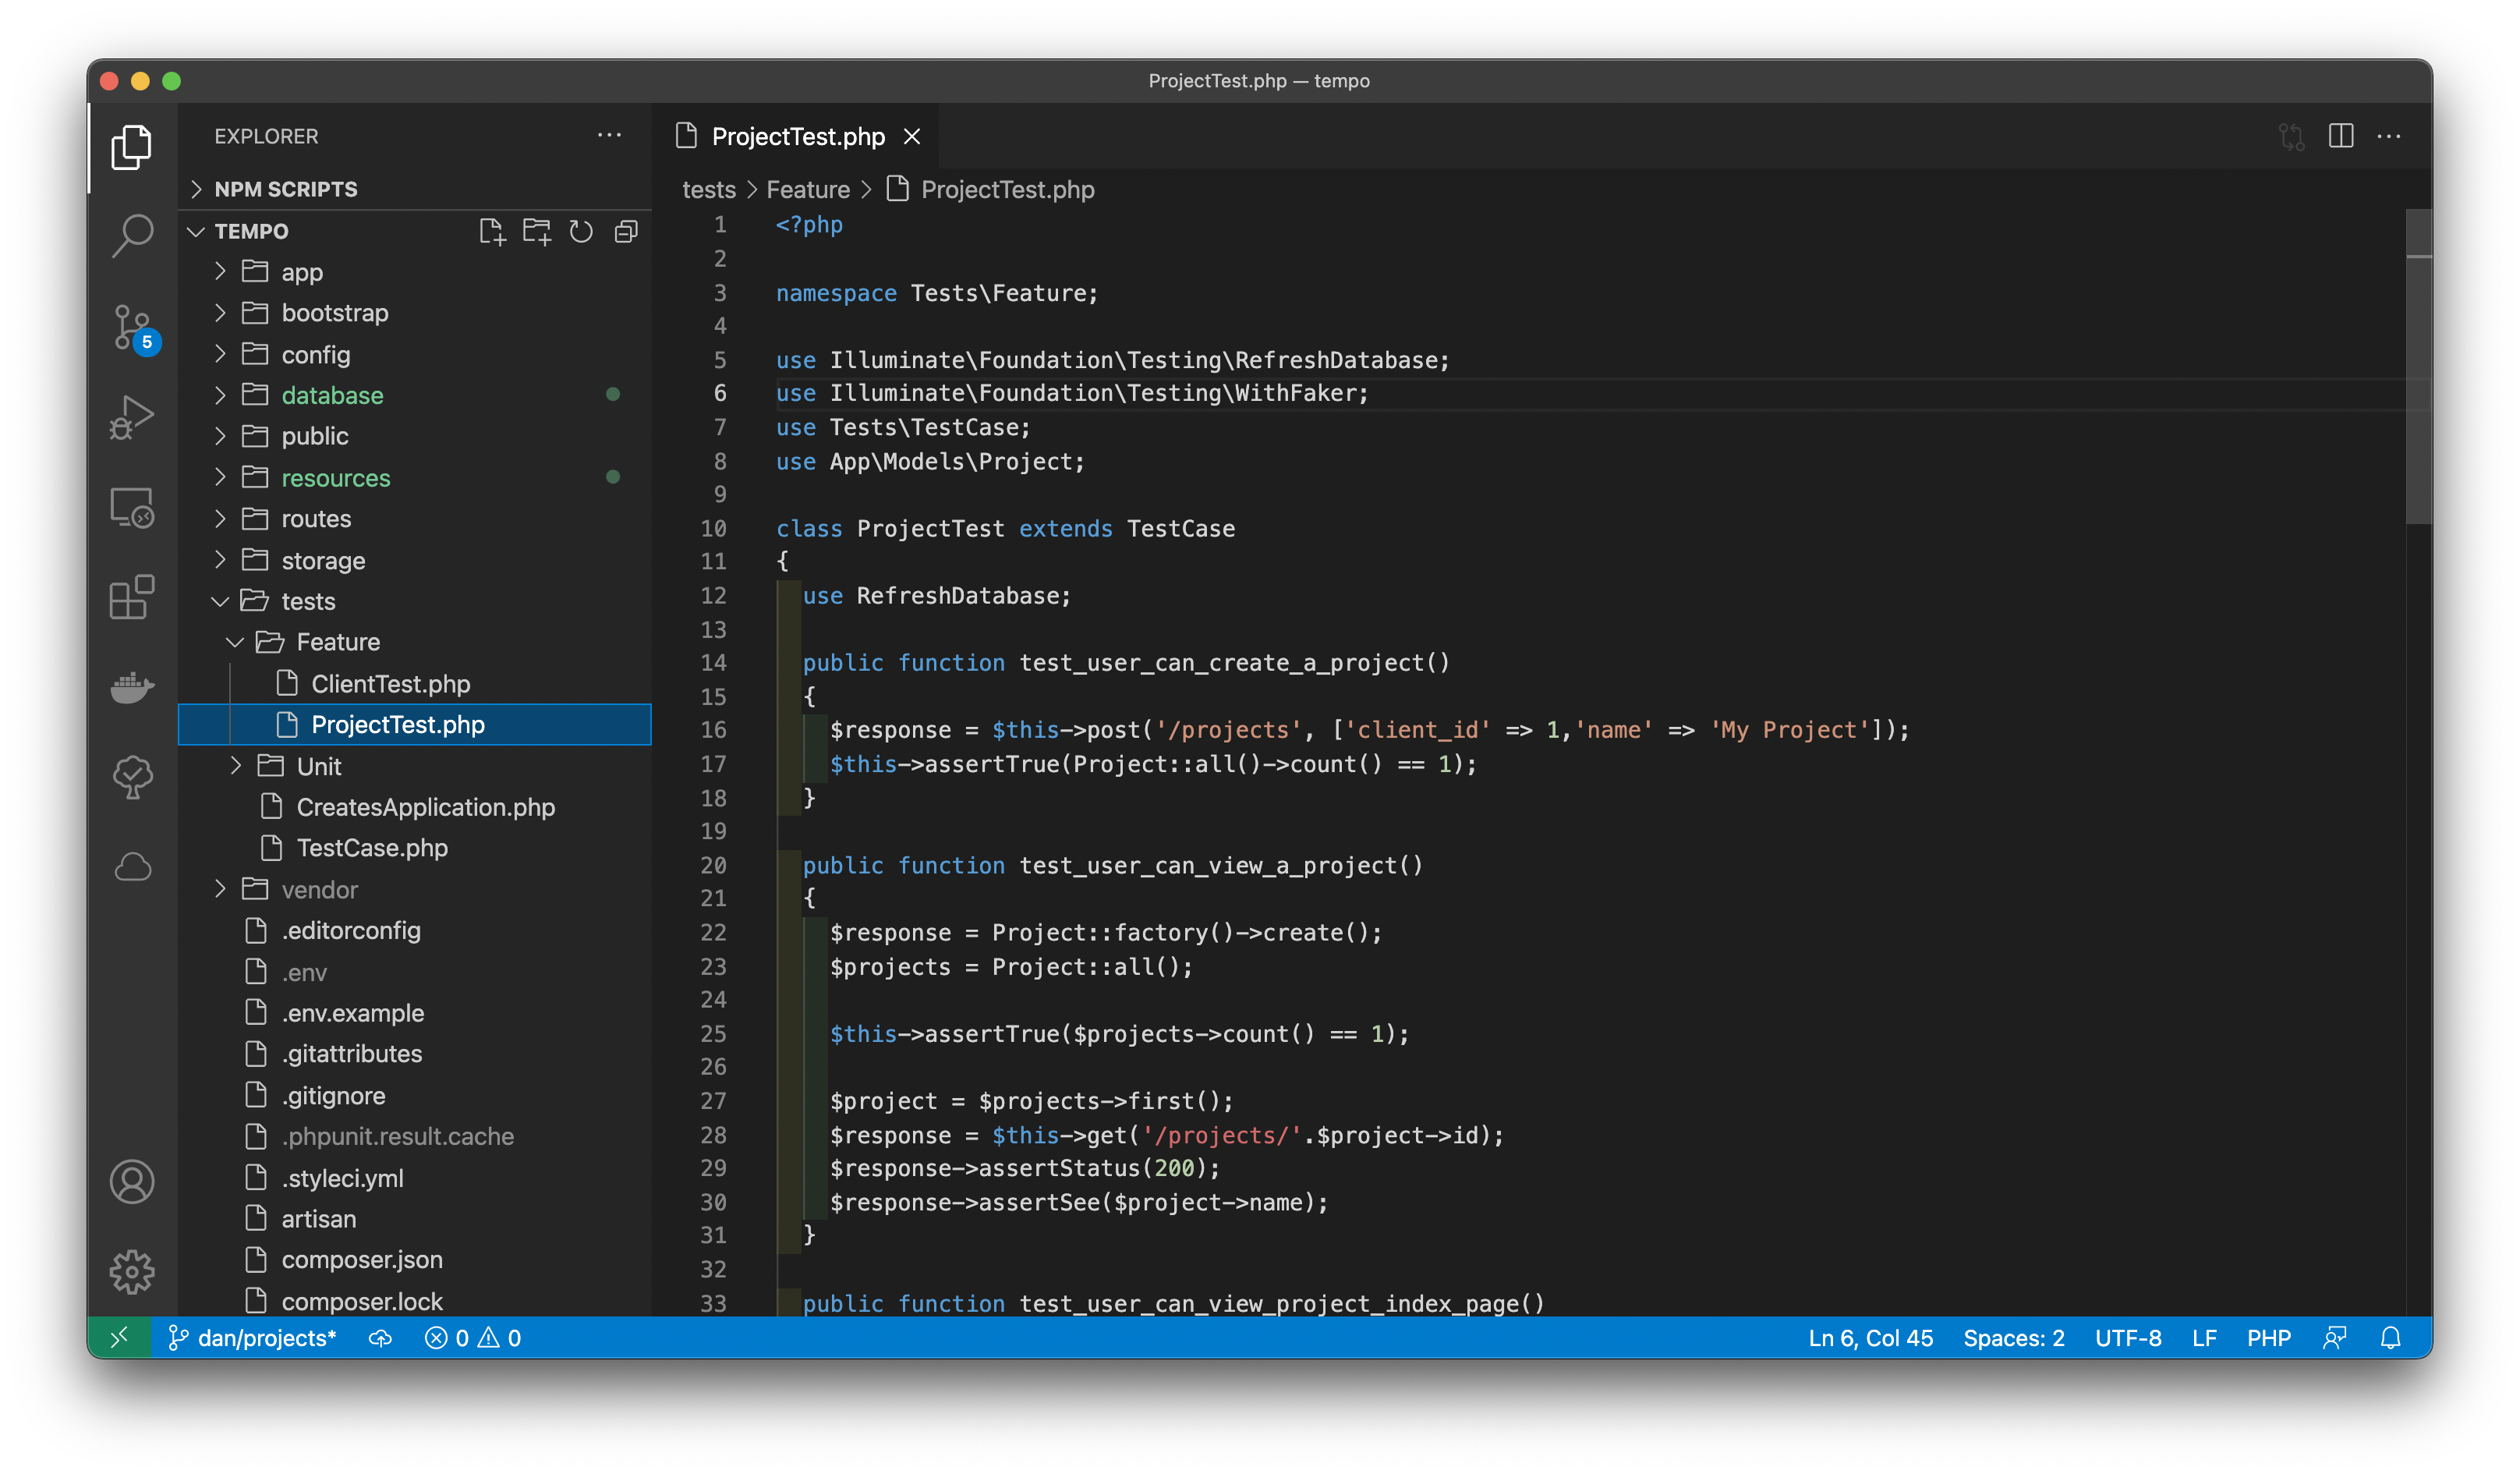 ProjectTest.php — tempo
EXPLORER
NPM SCRIPTS
TEMPO
app
bootstrap
config
database
public
resources
routes
storage
tests
Feature
ClientTest.php
ProjectTest.php
Unit
CreatesApplication.php
TestCase.php
vendor
.editorconfig
.env
.env.example
.gitattributes
.gitignore
.phpunit.result.cache
.styleci.yml
artisan
composer.json
composer.lock
5
ProjectTest.php
tests > Feature > ProjectTest.php
1 <?php
2
3 namespace Tests\Feature;
4
5 use Illuminate\Foundation\Testing\RefreshDatabase;
6 use Illuminate\Foundation\Testing\WithFaker;
7 use Tests\TestCase;
8 use App\Models\Project;
9
10 class ProjectTest extends TestCase
11 {
12   use RefreshDatabase;
13
14   public function test_user_can_create_a_project()
15   {
16     $response = $this->post('/projects', ['client_id' => 1,'name' => 'My Project']);
17     $this->assertTrue(Project::all()->count() == 1);
18   }
19
20   public function test_user_can_view_a_project()
21   {
22     $response = Project::factory()->create();
23     $projects = Project::all();
24
25     $this->assertTrue($projects->count() == 1);
26
27     $project = $projects->first();
28     $response = $this->get('/projects/'.$project->id);
29     $response->assertStatus(200);
30     $response->assertSee($project->name);
31   }
32
33   public function test_user_can_view_project_index_page()
dan/projects* 0 0 Ln 6, Col 45 Spaces: 2 UTF-8 LF PHP